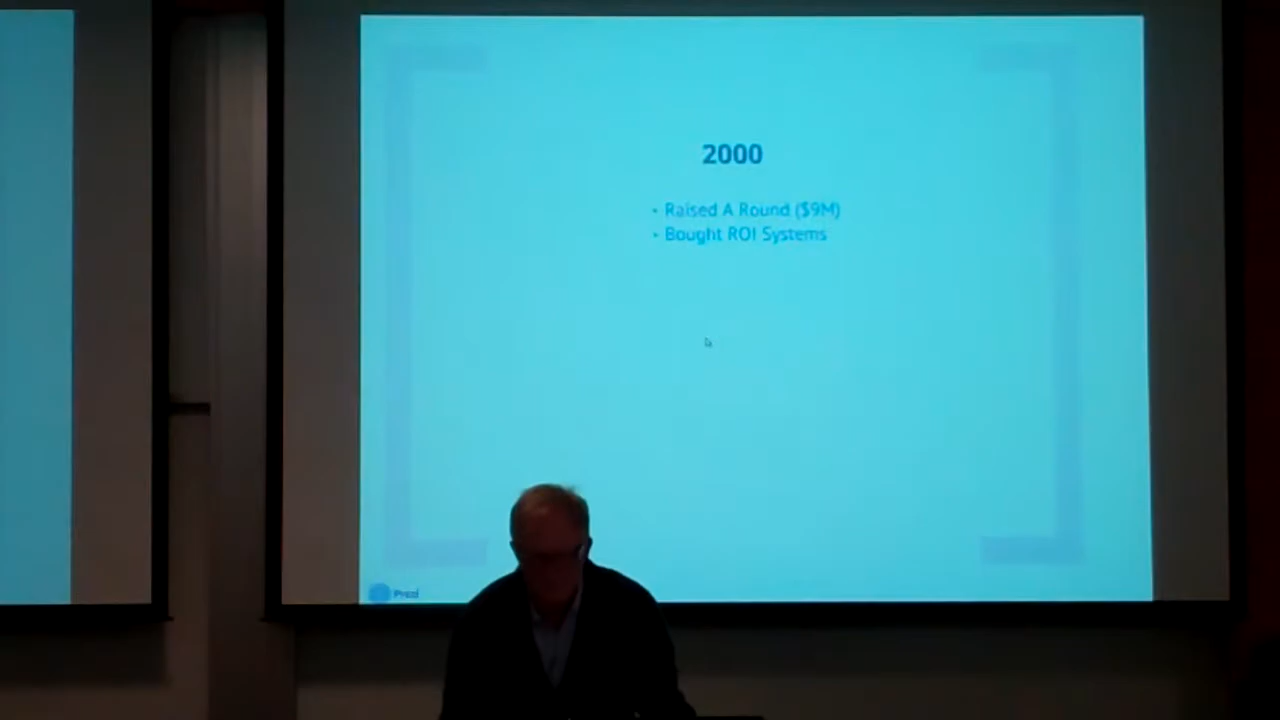 2000
• Raised A Round ($9M)
• Bought ROI Systems
Prezi